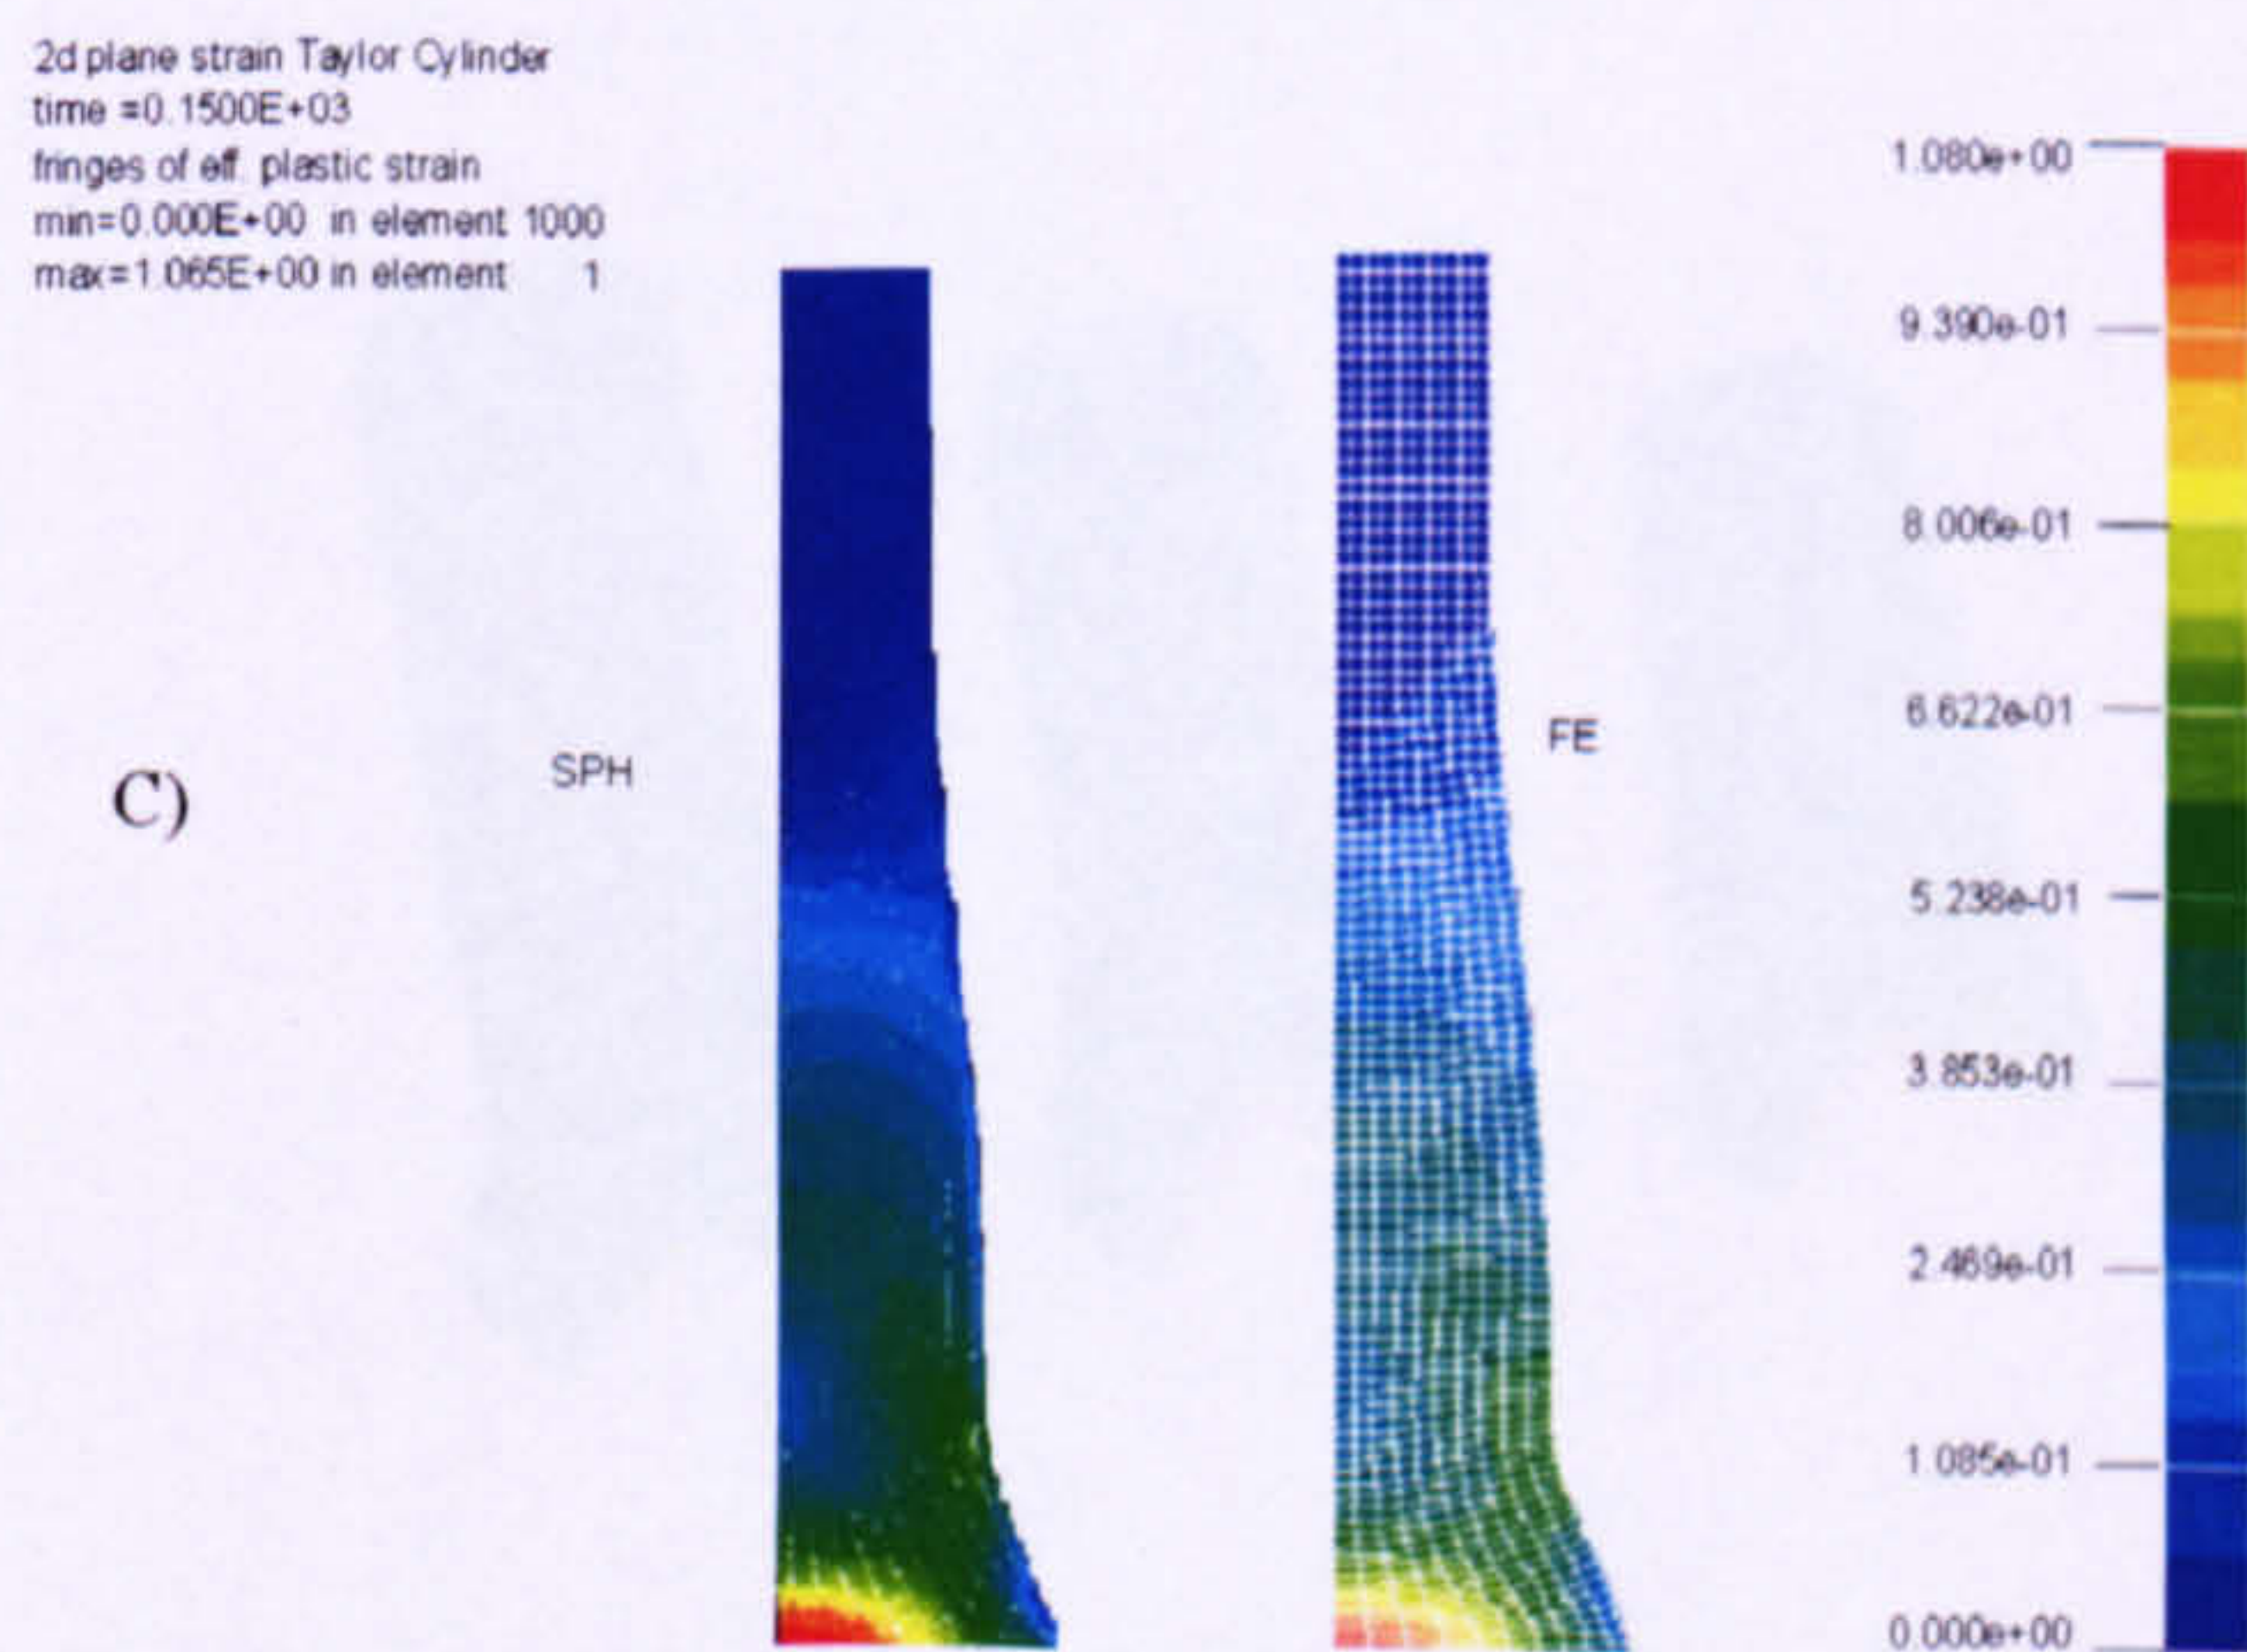 2d plane strain Taylor Cylinder
time =0.1500E+03
fringes of eff. plastic strain
min=0.000E+00 in element 1000
max=1.065E+00 in element 1
C)
SPH
FE
1.080e+00
9.390e-01
8.006e-01
6.622e-01
5.238e-01
3.853e-01
2.469e-01
1.085e-01
0.000e+00